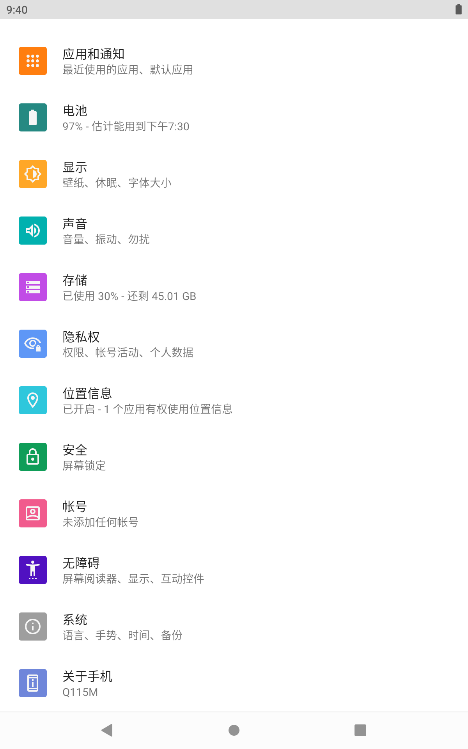 9:40
应用和通知
最近使用的应用、默认应用
电池
97% - 估计能用到下午7:30
显示
壁纸、休眠、字体大小
声音
音量、振动、勿扰
存储
已使用 30% - 还剩 45.01 GB
隐私权
权限、帐号活动、个人数据
位置信息
已开启 - 1 个应用有权使用位置信息
安全
屏幕锁定
帐号
未添加任何帐号
无障碍
屏幕阅读器、显示、互动控件
系统
语言、手势、时间、备份
关于手机
Q115M